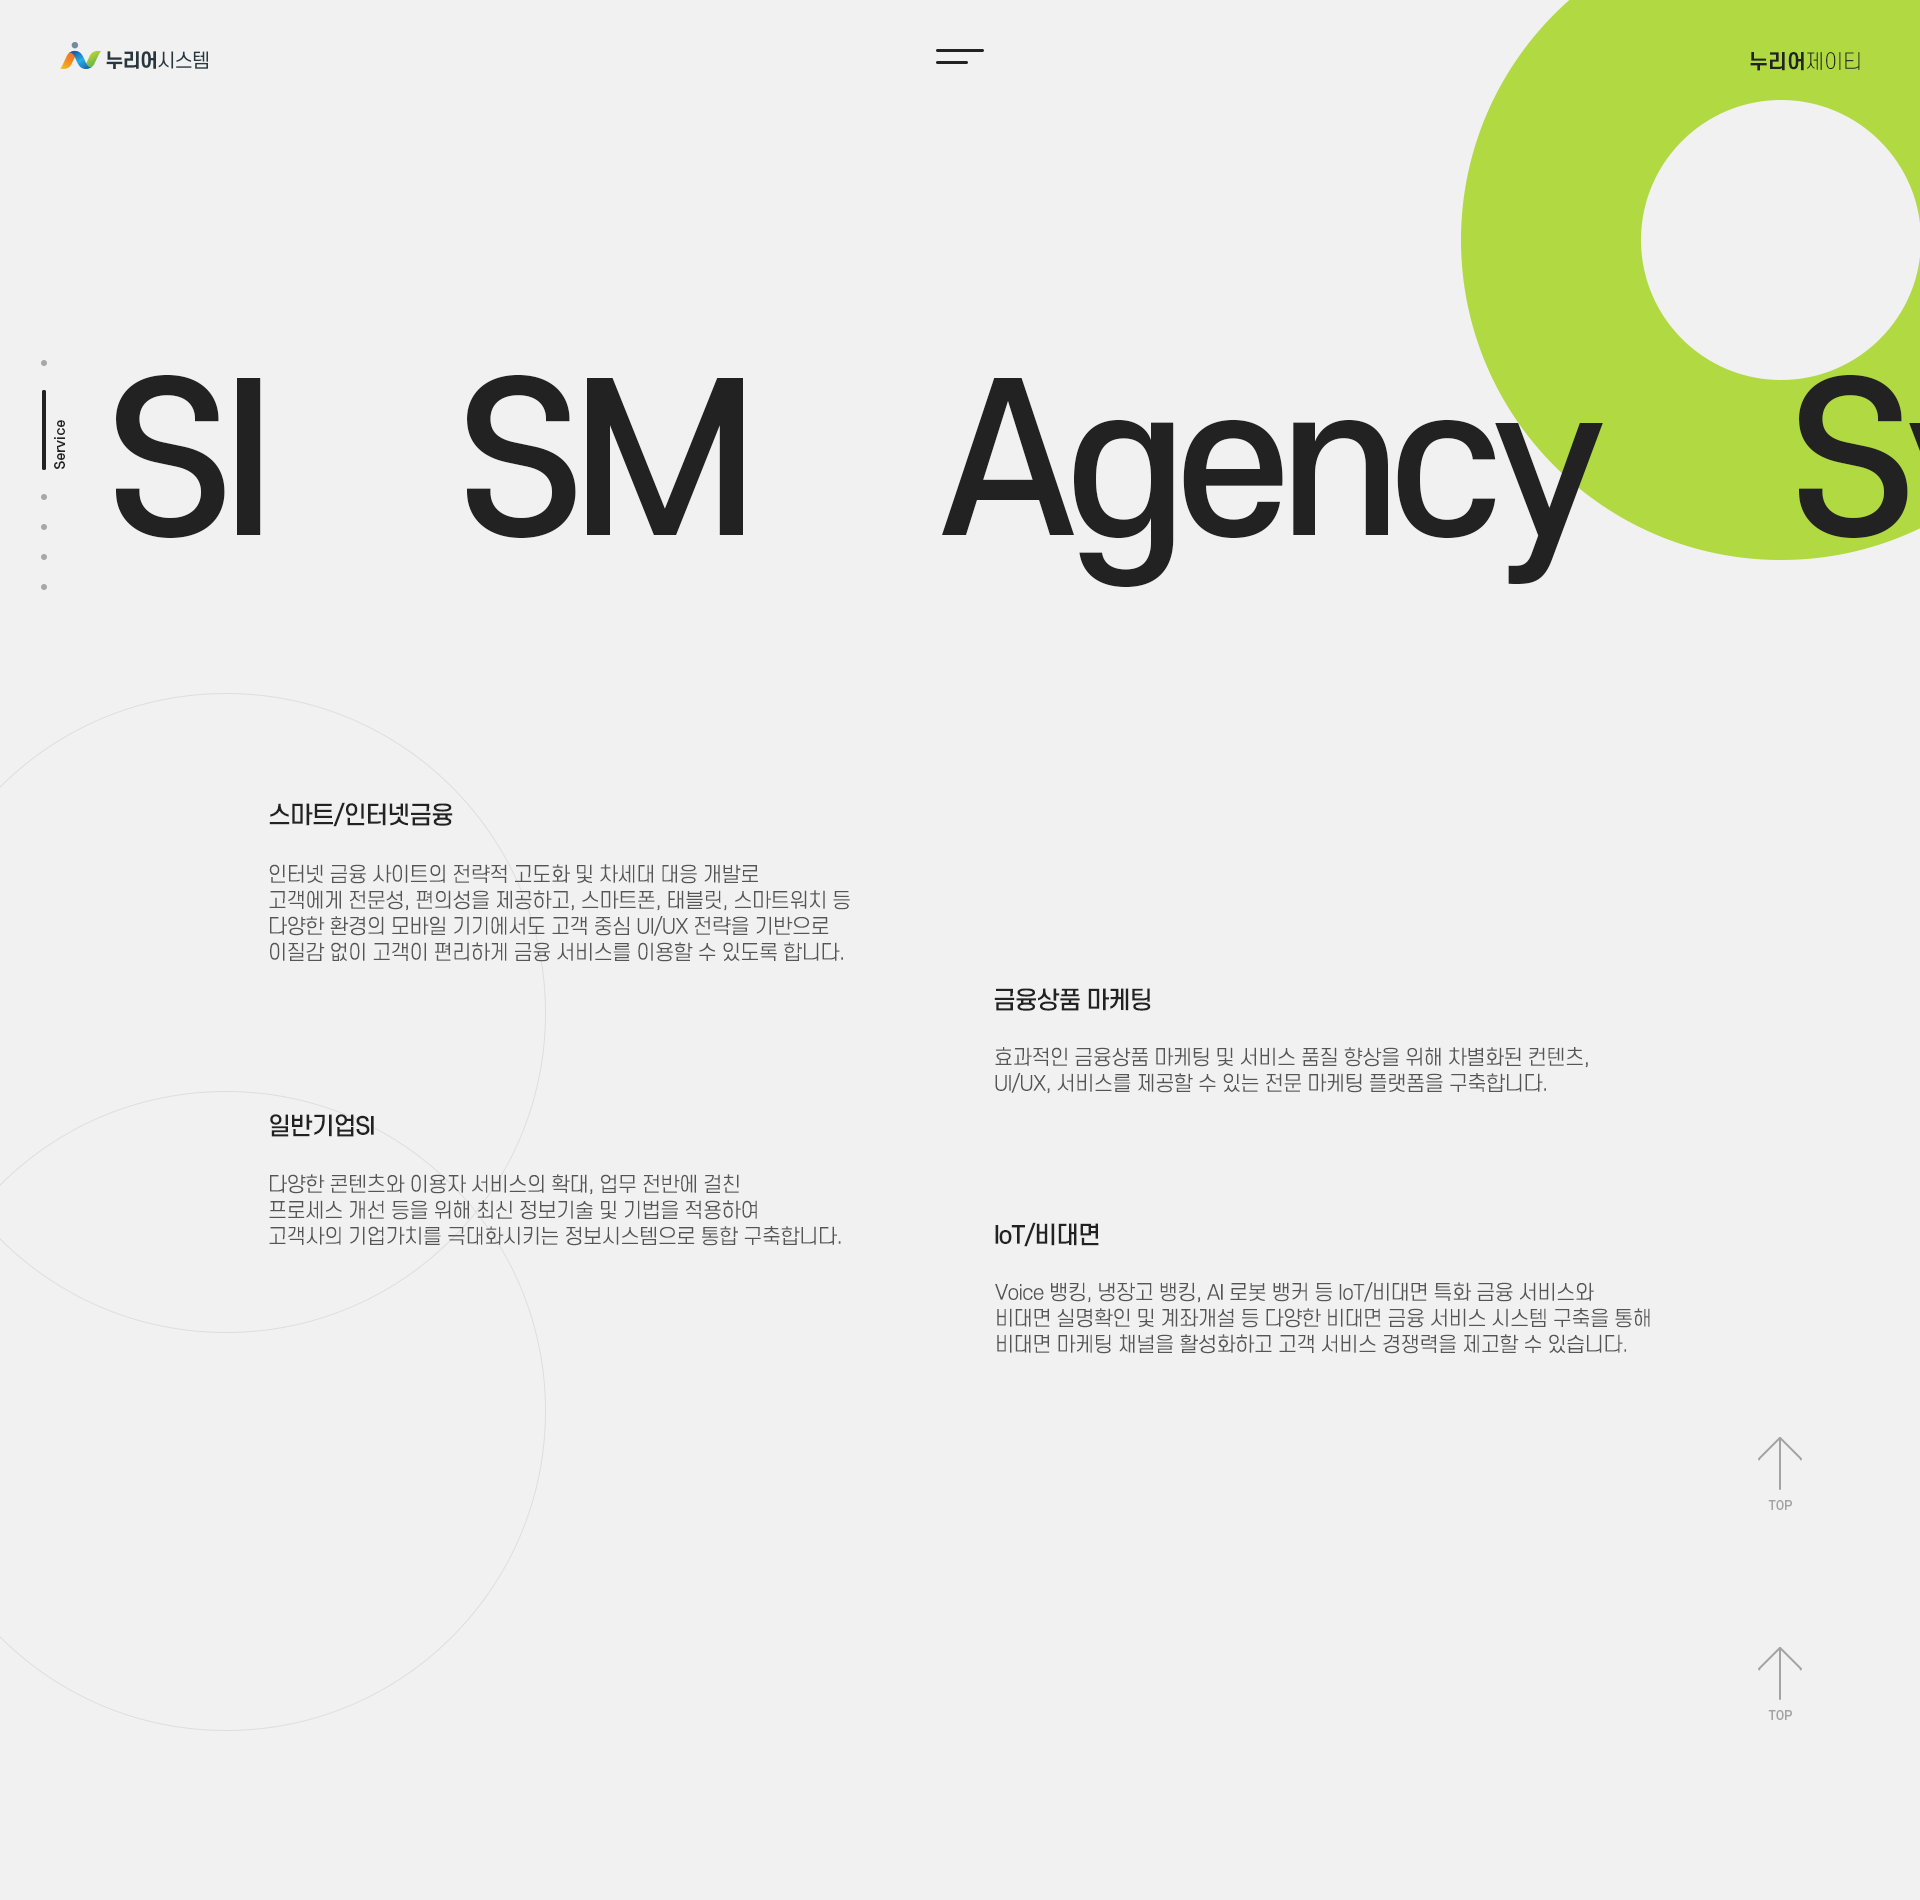 누리어시스템
누리어제이티
Service
SI SM Agency
스마트/인터넷금융
인터넷 금융 사이트의 전략적 고도화 및 차세대 대응 개발로
고객에게 전문성, 편의성을 제공하고, 스마트폰, 태블릿, 스마트워치 등
다양한 환경의 모바일 기기에서도 고객 중심 UI/UX 전략을 기반으로
이질감 없이 고객이 편리하게 금융 서비스를 이용할 수 있도록 합니다.
금융상품 마케팅
효과적인 금융상품 마케팅 및 서비스 품질 향상을 위해 차별화된 컨텐츠,
UI/UX, 서비스를 제공할 수 있는 전문 마케팅 플랫폼을 구축합니다.
일반기업SI
다양한 콘텐츠와 이용자 서비스의 확대, 업무 전반에 걸친
프로세스 개선 등을 위해 최신 정보기술 및 기법을 적용하여
고객사의 기업가치를 극대화시키는 정보시스템으로 통합 구축합니다.
IoT/비대면
Voice 뱅킹, 냉장고 뱅킹, AI 로봇 뱅커 등 IoT/비대면 특화 금융 서비스와
비대면 실명확인 및 계좌개설 등 다양한 비대면 금융 서비스 시스템 구축을 통해
비대면 마케팅 채널을 활성화하고 고객 서비스 경쟁력을 제고할 수 있습니다.
TOP
TOP